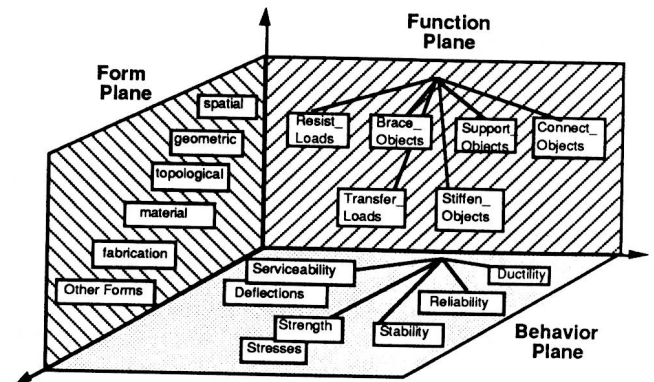 Function
Plane
Form
Plane
spatial
geometric
topological
material
fabrication
Other Forms
Resist_
Loads
Brace_
Objects
Support_
Objects
Connect_
Objects
Transfer_
Loads
Stiffen_
Objects
Serviceability
Deflections
Ductility
Reliability
Strength
Stability
Stresses
Behavior
Plane